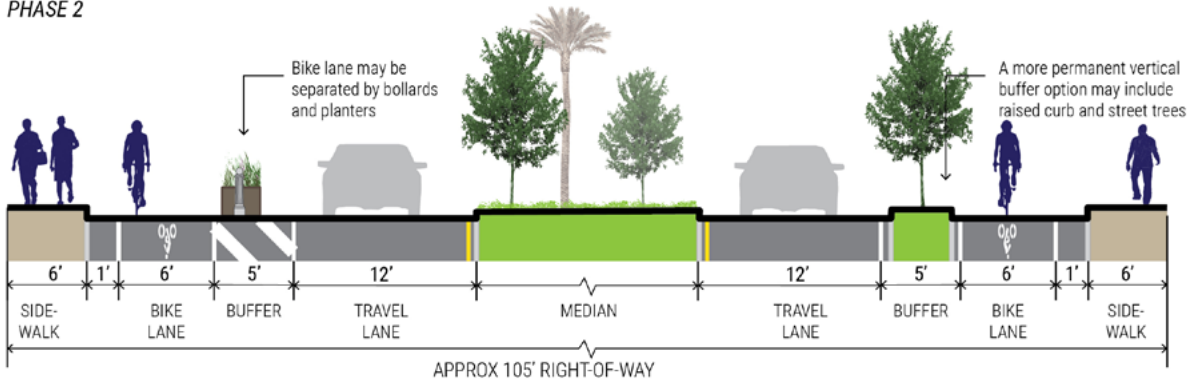 PHASE 2
Bike lane may be
separated by bollards
and planters
A more permanent vertical
buffer option may include
raised curb and street trees
6’ 1’ 6’ 5’ 12’ 12’ 5’ 6’ 1’ 6’
SIDE-
WALK
BIKE
LANE
BUFFER
TRAVEL
LANE
MEDIAN
TRAVEL
LANE
BUFFER
BIKE
LANE
SIDE-
WALK
APPROX 105’ RIGHT-OF-WAY